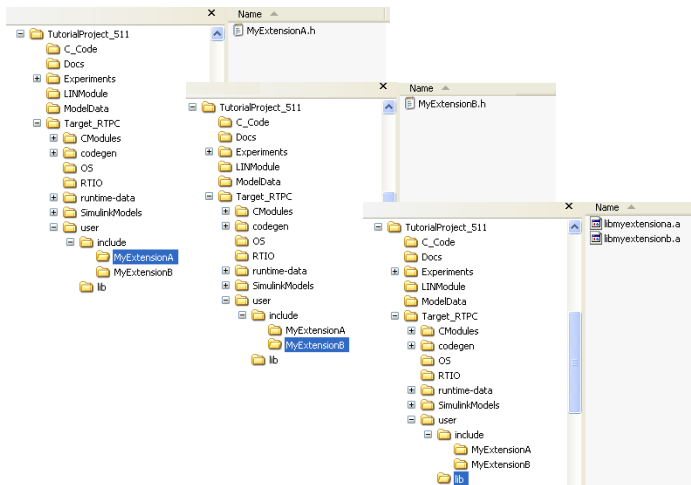 Name
TutorialProject_511
C_Code
Docs
Experiments
LINModule
ModelData
Target_RTPC
CModules
codegen
OS
RTIO
runtime-data
SimulinkModels
user
include
MyExtensionA
MyExtensionB
lib
MyExtensionA.h
Name
TutorialProject_511
C_Code
Docs
Experiments
LINModule
ModelData
Target_RTPC
CModules
codegen
OS
RTIO
runtime-data
SimulinkModels
user
include
MyExtensionA
MyExtensionB
lib
MyExtensionB.h
Name
TutorialProject_511
C_Code
Docs
Experiments
LINModule
ModelData
Target_RTPC
CModules
codegen
OS
RTIO
runtime-data
SimulinkModels
user
include
MyExtensionA
MyExtensionB
lib
libmyextensiona.a
libmyextensionb.a